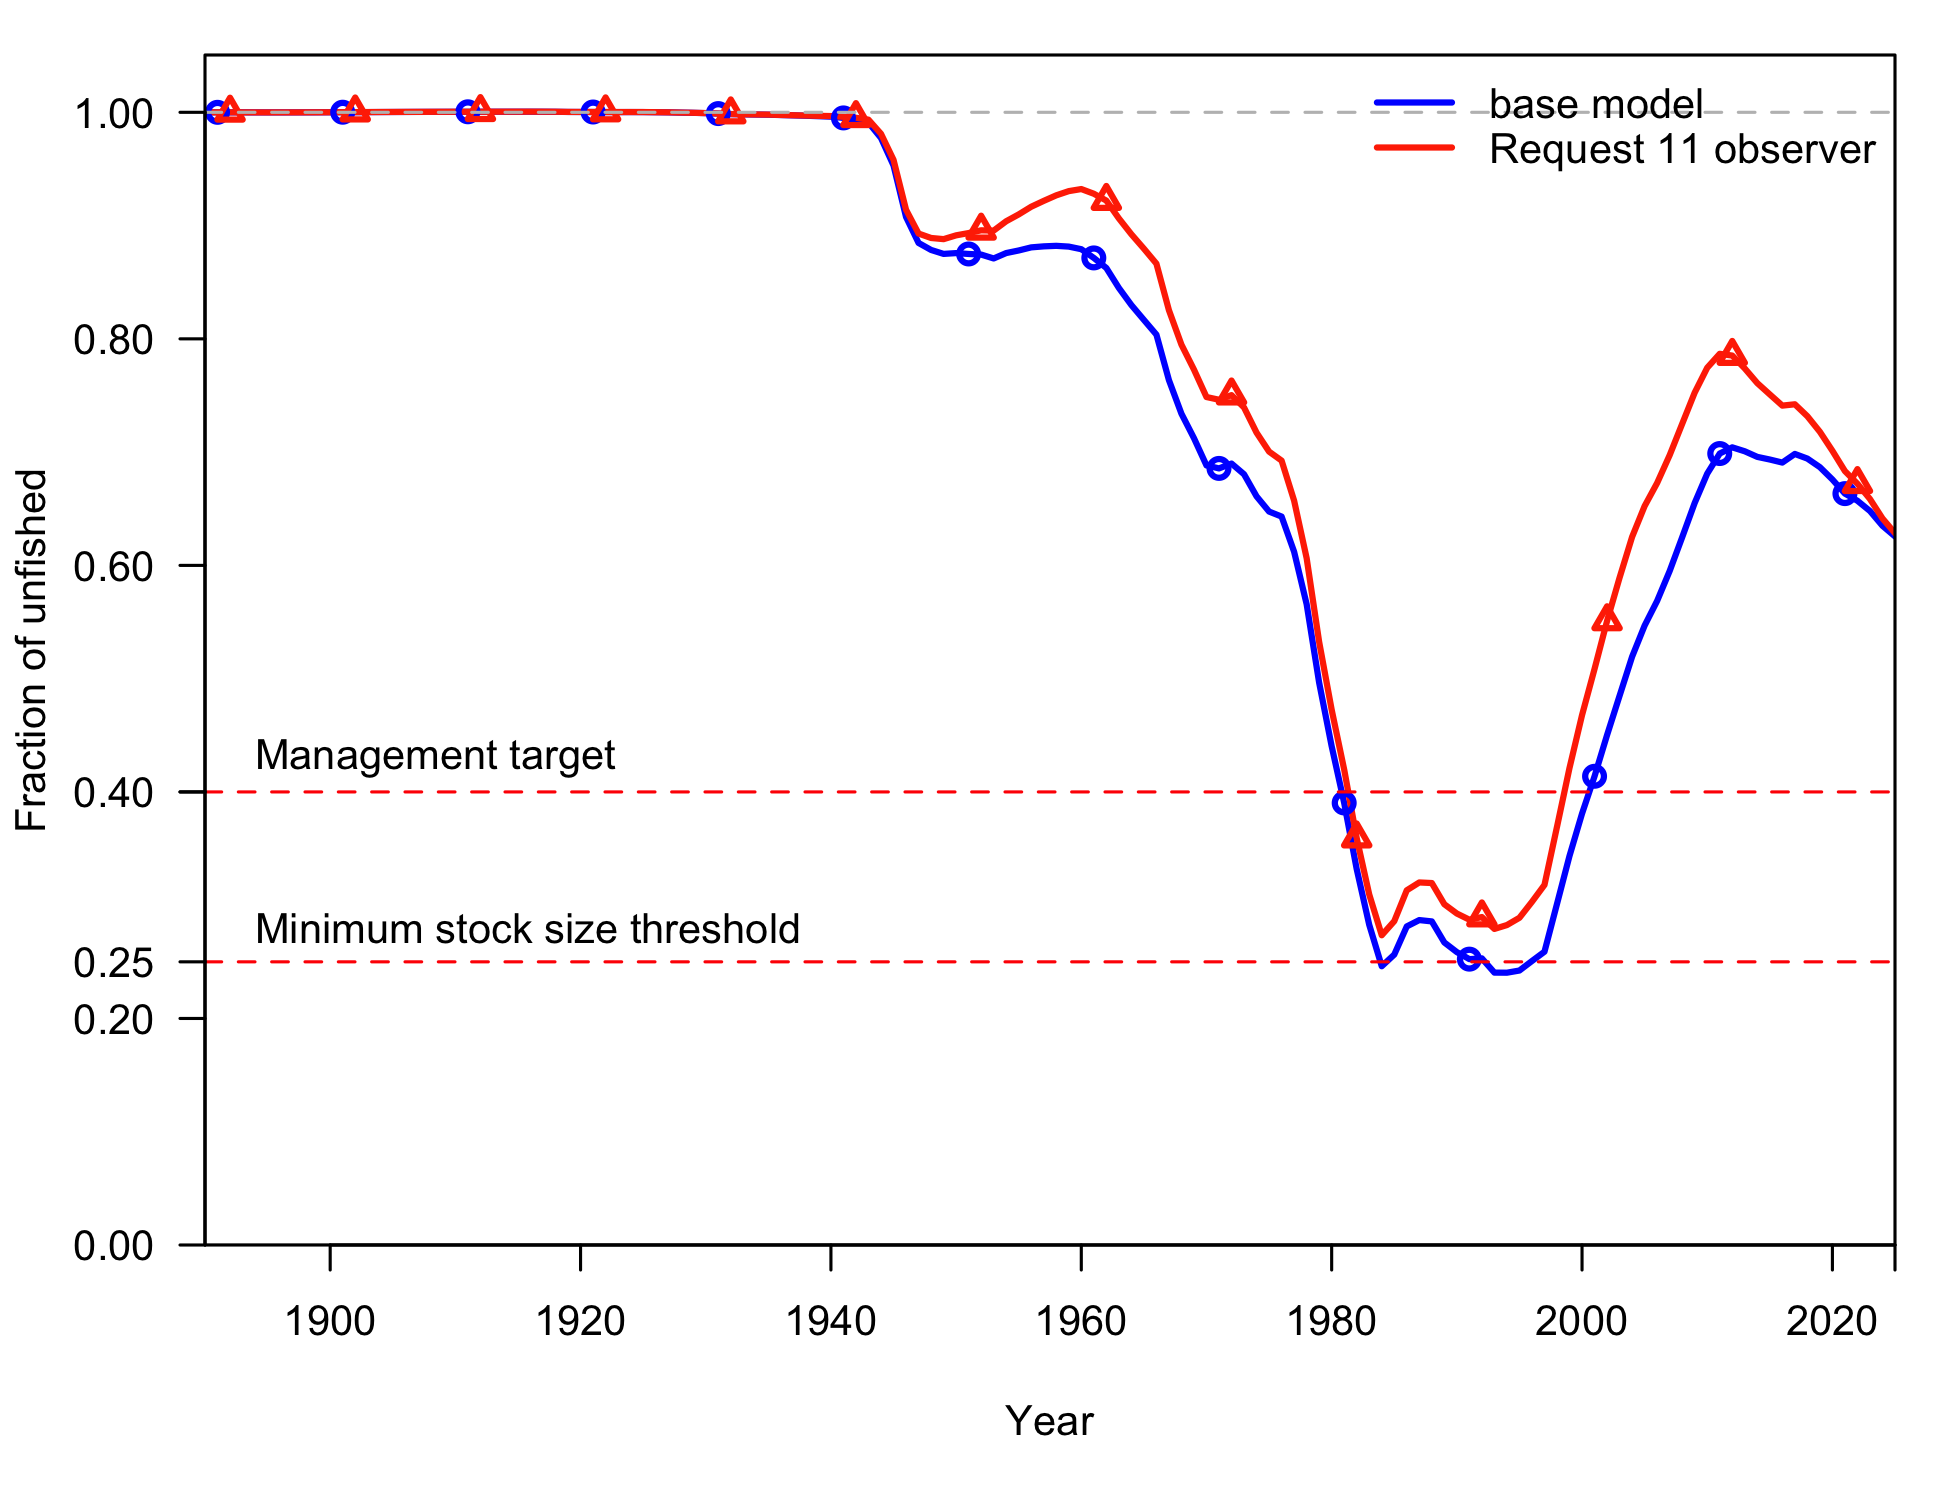 base model
Request 11 observer
1.00
0.80
0.60
0.40
0.25
0.20
0.00
Fraction of unfished
Management target
Minimum stock size threshold
1900 1920 1940 1960 1980 2000 2020
Year